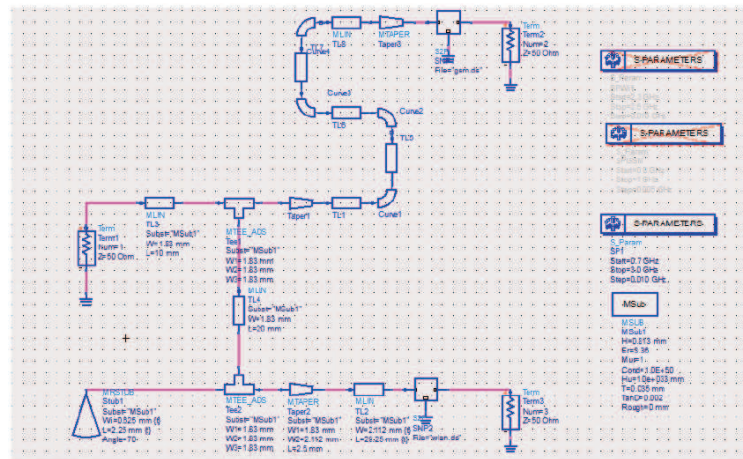 MLIN
TL8
MTAPER
Taper3
Term
Term2
Num=2
Z=50 Ohm
File="gsm.ds"
S-PARAMETERS
Curve3
TL6
Curve2
TL5
S-PARAMETERS
MLIN
TL3
Subst="MSub1"
W=1.83 mm
L=10 mm
Taper1
TL1
Curve1
Term
Term1
Num=1
Z=50 Ohm
MTEE_ADS
Tee1
Subst="MSub1"
W1=1.83 mm
W2=1.83 mm
W3=1.83 mm
S-PARAMETERS
S_Param
SP1
Start=0.7 GHz
Stop=3.0 GHz
Step=0.010 GHz
MLIN
TL4
Subst="MSub1"
W=1.83 mm
L=20 mm
MSub
MSUB
MSub1
H=0.813 mm
Mur=1
Cond=1.0E+50
Hu=1.0e+033 mm
T=0.035 mm
TanD=0.002
Rough=0 mm
MRSTUB
Stub1
Subst="MSub1"
Wi=0.525 mm {t}
L=2.23 mm {t}
Angle=70
MTEE_ADS
Tee2
Subst="MSub1"
W1=1.83 mm
W2=1.83 mm
W3=1.83 mm
MTAPER
Taper2
Subst="MSub1"
W1=1.83 mm
W2=2.112 mm
L=2.5 mm
MLIN
TL2
Subst="MSub1"
W=2.112 mm {t}
SNP2
File="wlan.ds"
Term
Term3
Num=3
Z=50 Ohm